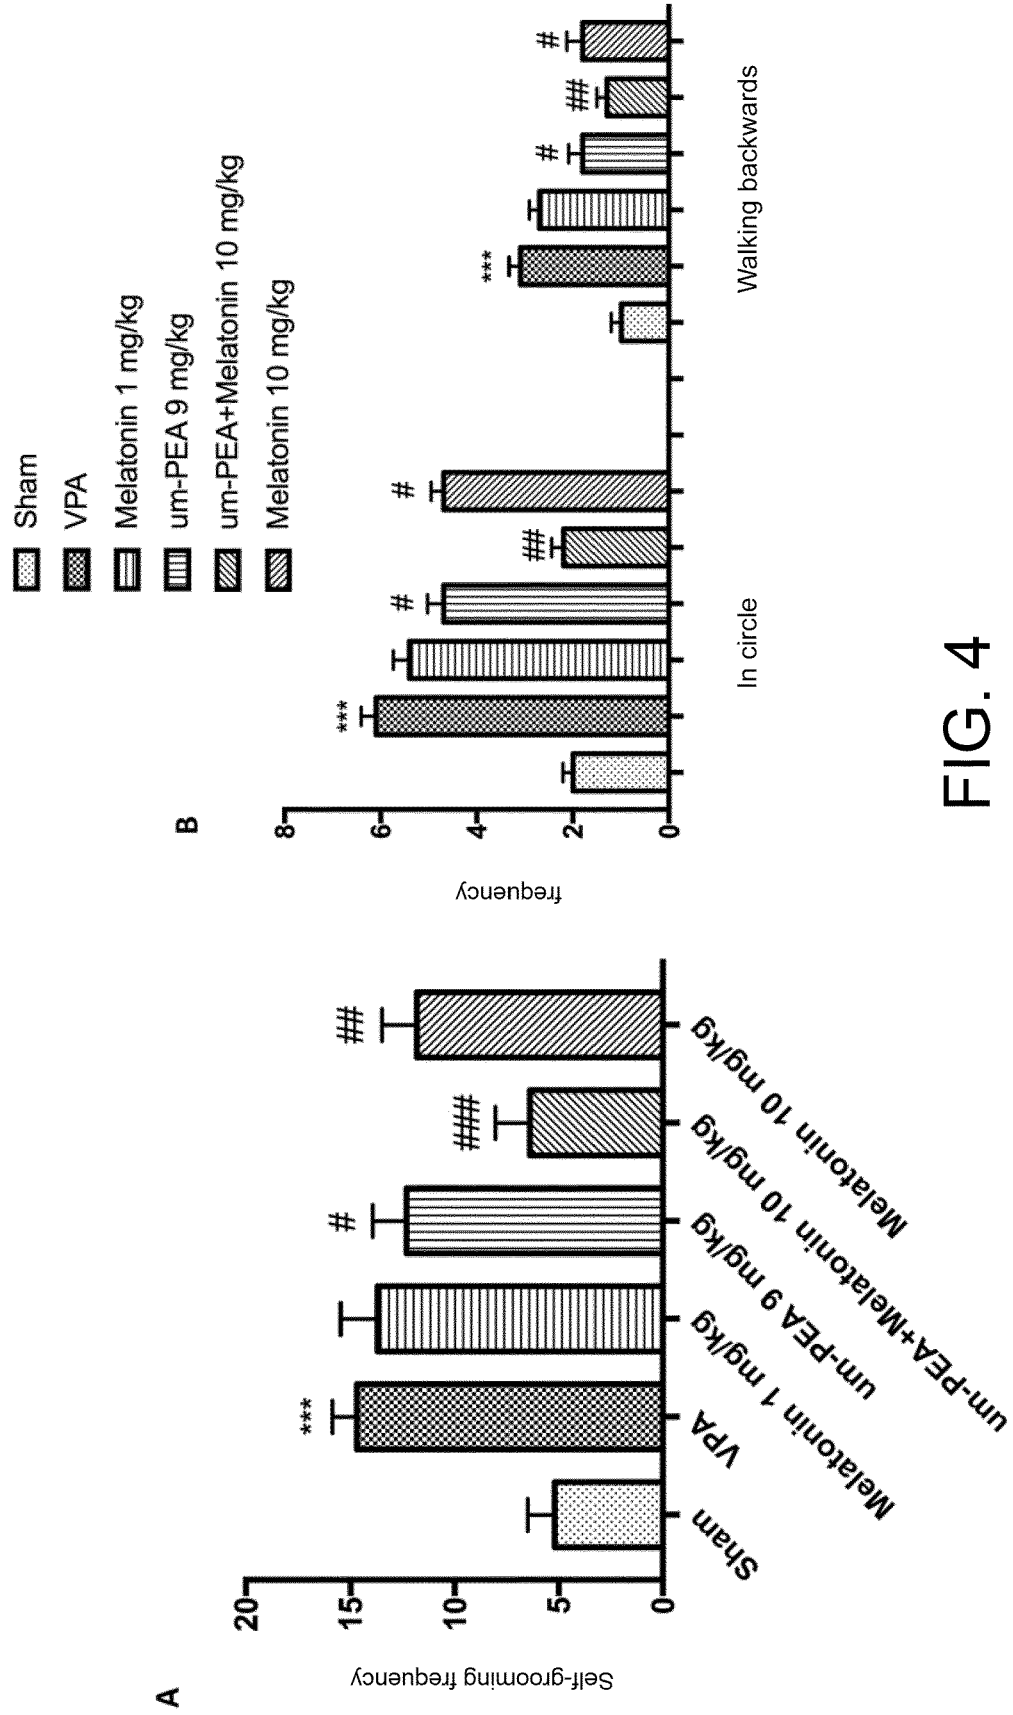 A
Self-grooming frequency
20
15
10
5
0
***
#
###
##
Sham
VPA
Melatonin 1 mg/kg
um-PEA 9 mg/kg
um-PEA+Melatonin 10 mg/kg
Melatonin 10 mg/kg
B
Sham
VPA
Melatonin 1 mg/kg
um-PEA 9 mg/kg
um-PEA+Melatonin 10 mg/kg
Melatonin 10 mg/kg
frequency
8
6
4
2
0
***
#
##
#
***
#
##
#
In circle
Walking backwards
FIG. 4